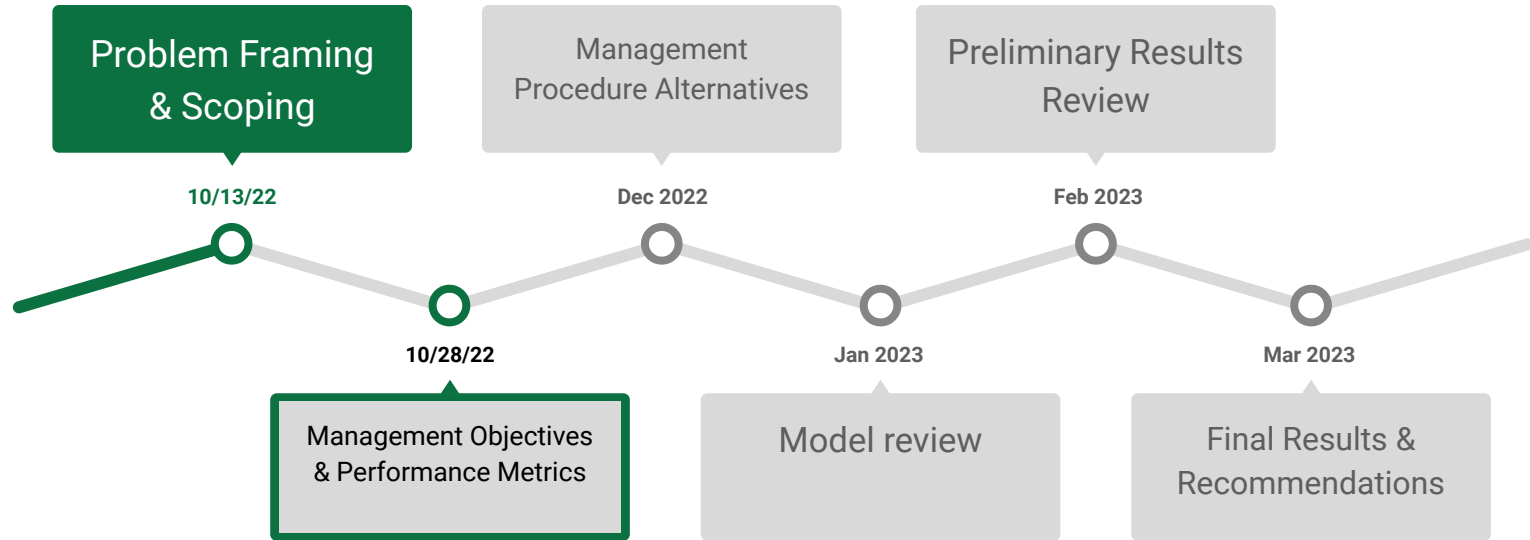 Problem Framing
& Scoping
10/13/22
10/28/22
Management Objectives
& Performance Metrics
Management
Procedure Alternatives
Dec 2022
Jan 2023
Model review
Preliminary Results
Review
Feb 2023
Mar 2023
Final Results &
Recommendations